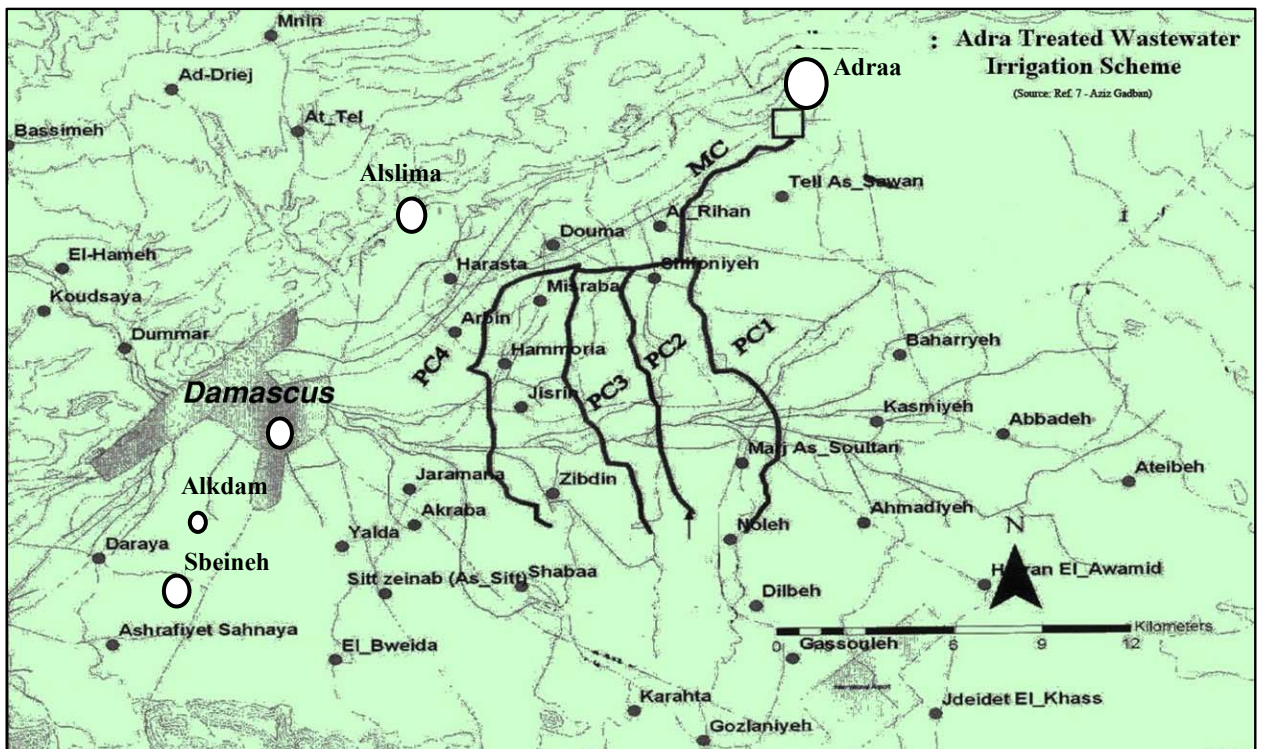 Mnin
: Adra Treated Wastewater
Irrigation Scheme
(Source: Ref. 7 - Aziz Gadban)
Adraa
Ad-Driej
At_Tel
Bassimeh
MC
Alslima
Tell As_Sawan
Ar_Rihan
Douma
El-Hameh
Harasta
Shifoniyeh
Koudsaya
Misraba
Dummar
Arbin
PC1
Baharryeh
Hammoria
PC2
PC4
Damascus
PC3
Jisrin
Kasmiyeh
Abbadeh
Marj As_Soultan
Ateibeh
Jaramana
Zibdin
Alkdam
Akraba
Ahmadiyeh
Yalda
Noleh
N
Daraya
Sbeineh
Sitt zeinab (As_Sitt)
Shabaa
El_Awamid
Dilbeh
Ashrafiyet Sahnaya
Kilometers
0 6 9 12
El_Bweida
Gassouleh
Karahta
Jdeidet El_Khass
Gozlaniyeh